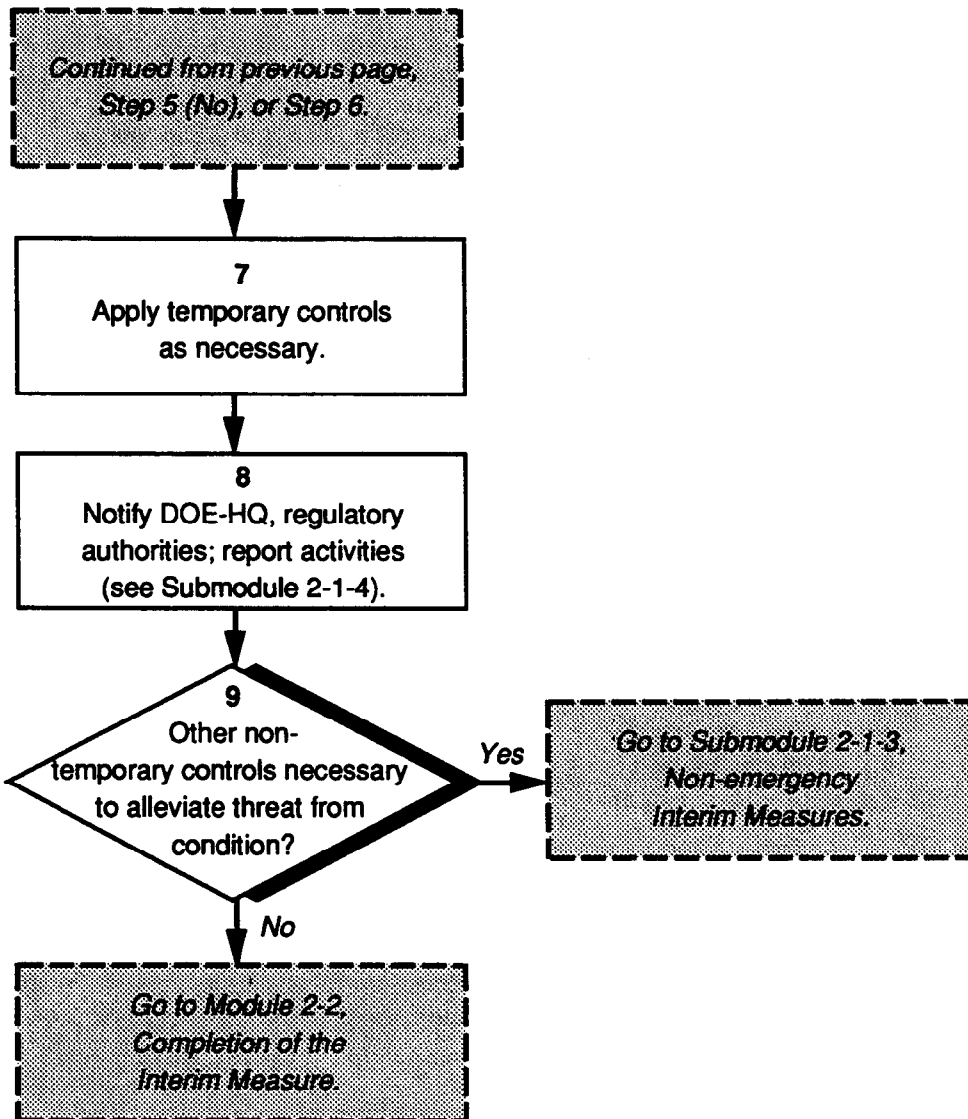 Continued from previous page,
Step 5 (No), or Step 6.
7
Apply temporary controls
as necessary.
8
Notify DOE-HQ, regulatory
authorities; report activities
(see Submodule 2-1-4).
9
Other non-
temporary controls necessary
to alleviate threat from
condition?
Yes
Go to Submodule 2-1-3,
Non-emergency
Interim Measures.
No
Go to Module 2-2,
Completion of the
Interim Measure.